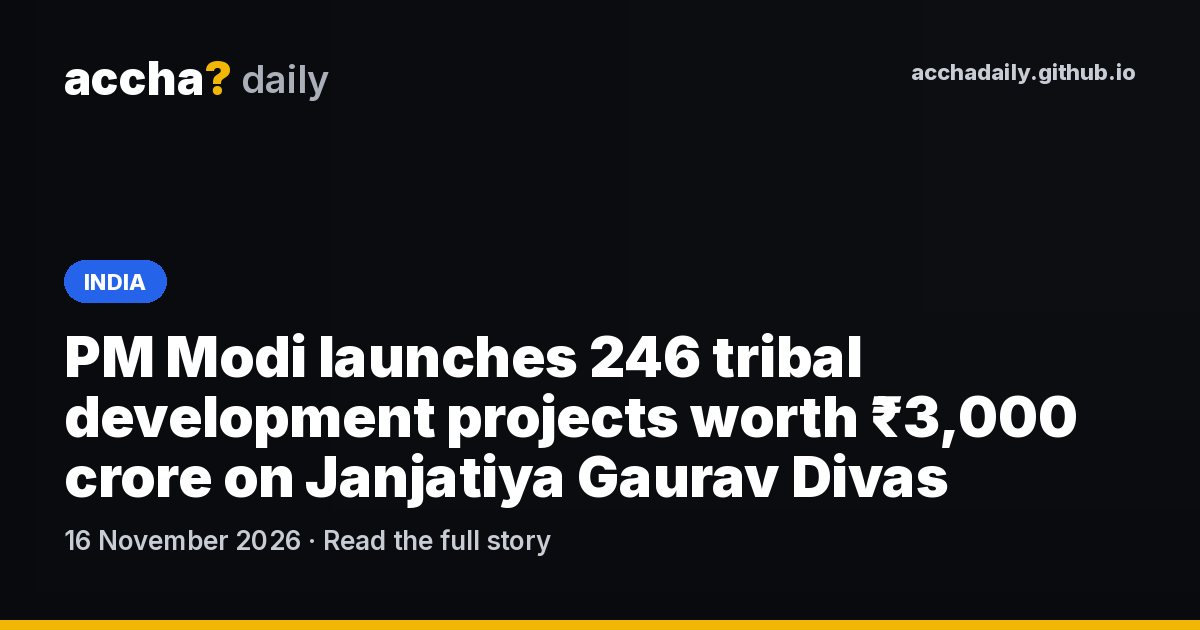 accha? daily
acchadaily.github.io
INDIA
PM Modi launches 246 tribal
development projects worth ₹3,000
crore on Janjatiya Gaurav Divas
16 November 2026 · Read the full story